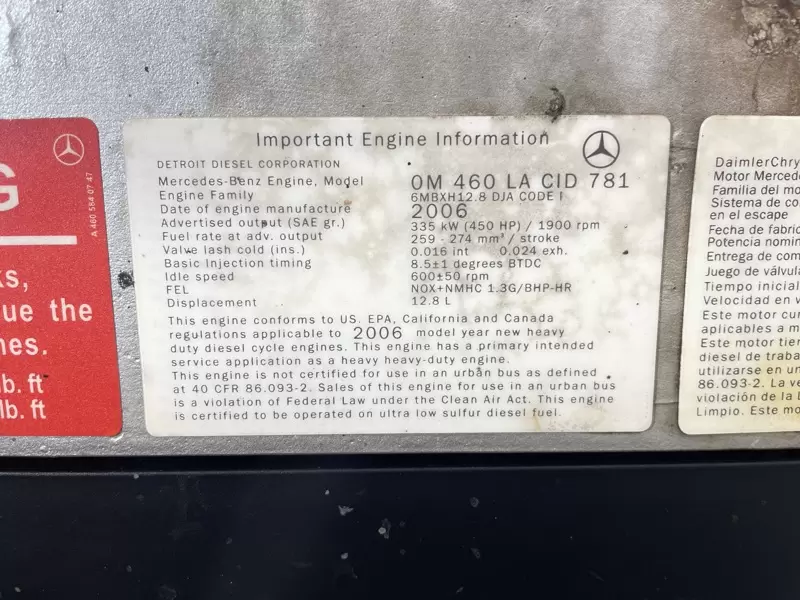 G
A 460 584 07 47
ks,
ue the
nes.
lb. ft
lb. ft
Important Engine Information
DETROIT DIESEL CORPORATION
Mercedes-Benz Engine, Model OM 460 LA CID 781
Engine Family 6MBXH12.8 DJA CODE I
Date of engine manufacture 2006
Advertised output (SAE gr.) 335 kW (450 HP) / 1900 rpm
Fuel rate at adv. output 259 - 274 mm³/ stroke
Valve lash cold (ins.) 0.016 int 0.024 exh.
Basic Injection timing 8.5±1 degrees BTDC
Idle speed 600±50 rpm
FEL NOX+NMHC 1.3G/BHP-HR
Displacement 12.8 L
This engine conforms to US. EPA, California and Canada
regulations applicable to 2006 model year new heavy
duty diesel cycle engines. This engine has a primary intended
service application as a heavy heavy-duty engine.
This engine is not certified for use in an urban bus as defined
at 40 CFR 86.093-2. Sales of this engine for use in an urban bus
is a violation of Federal Law under the Clean Air Act. This engine
is certified to be operated on ultra low sulfur diesel fuel.
DaimlerChry
Motor Merced
Familia del mo
Sistema de co
en el escape
Fecha de fabri
Potencia nomin
Entrega de com
Juego de válvula
Tiempo inicial
Velocidad en v
Este motor cum
aplicables a m
Este motor tien
diesel de traba
utilizarse en un
86.093-2. La ve
violación de la L
Limpio. Este mot